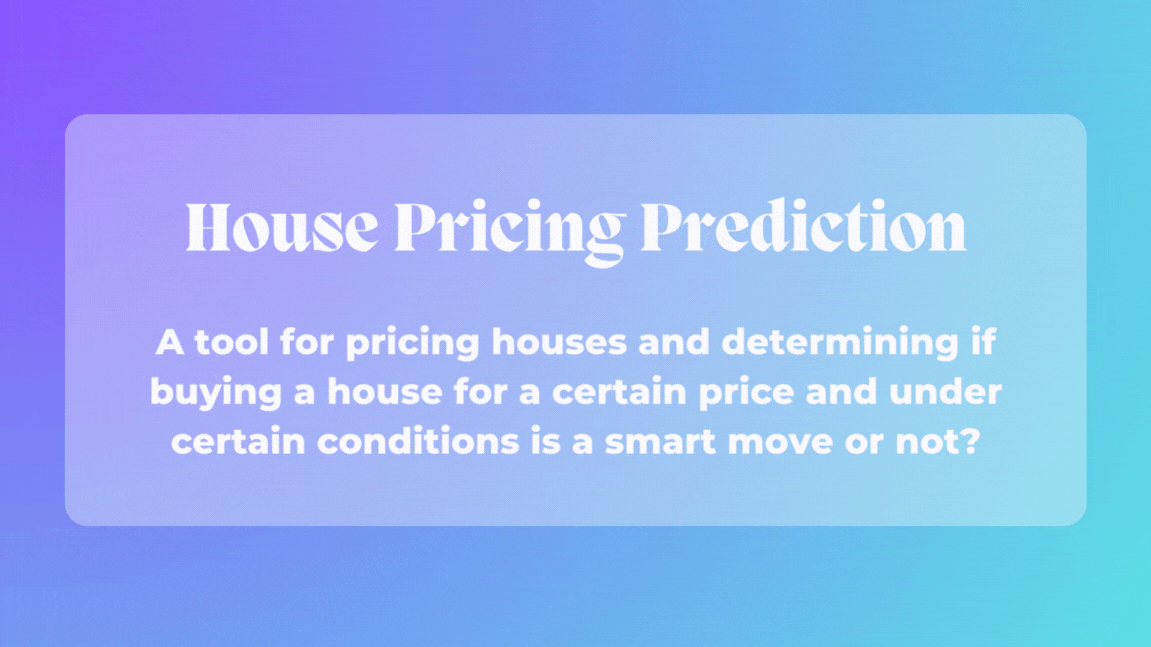 House Pricing Prediction
A tool for pricing houses and determining if
buying a house for a certain price and under
certain conditions is a smart move or not?